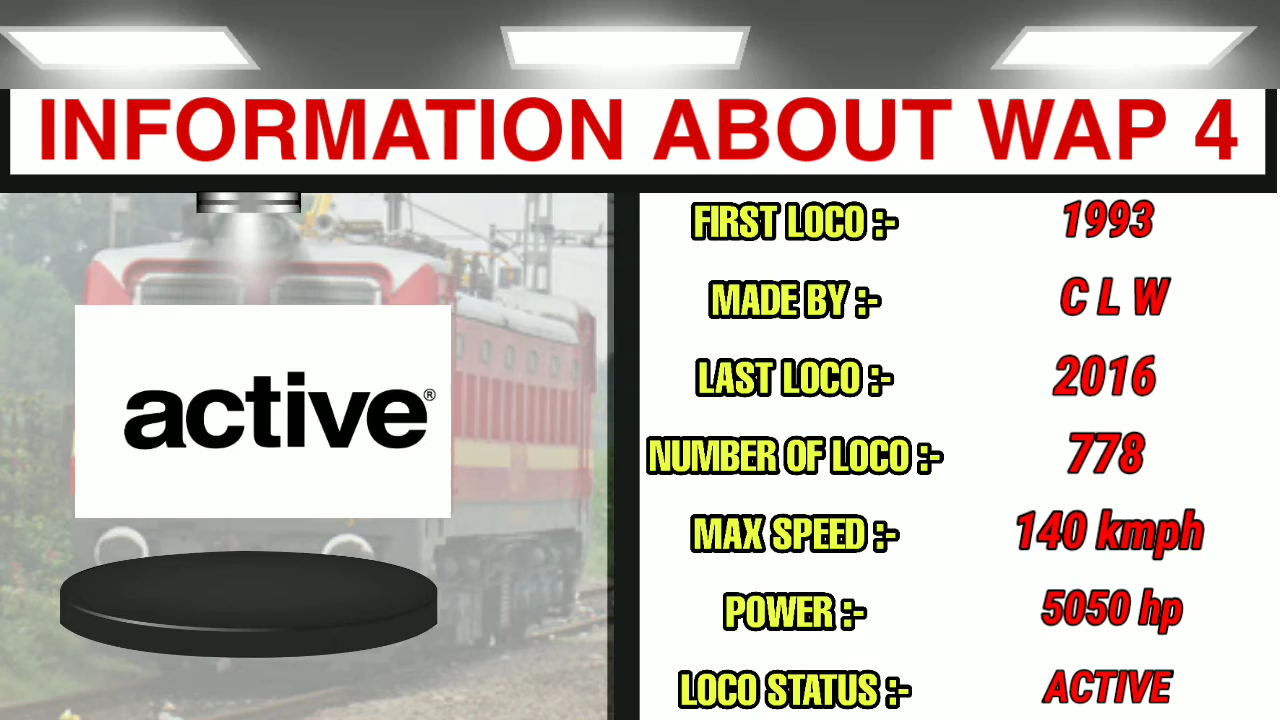 INFORMATION ABOUT WAP 4
active®
FIRST LOCO :- 1993
MADE BY :- C L W
LAST LOCO :- 2016
NUMBER OF LOCO :- 778
MAX SPEED :- 140 kmph
POWER :- 5050 hp
LOCO STATUS :- ACTIVE